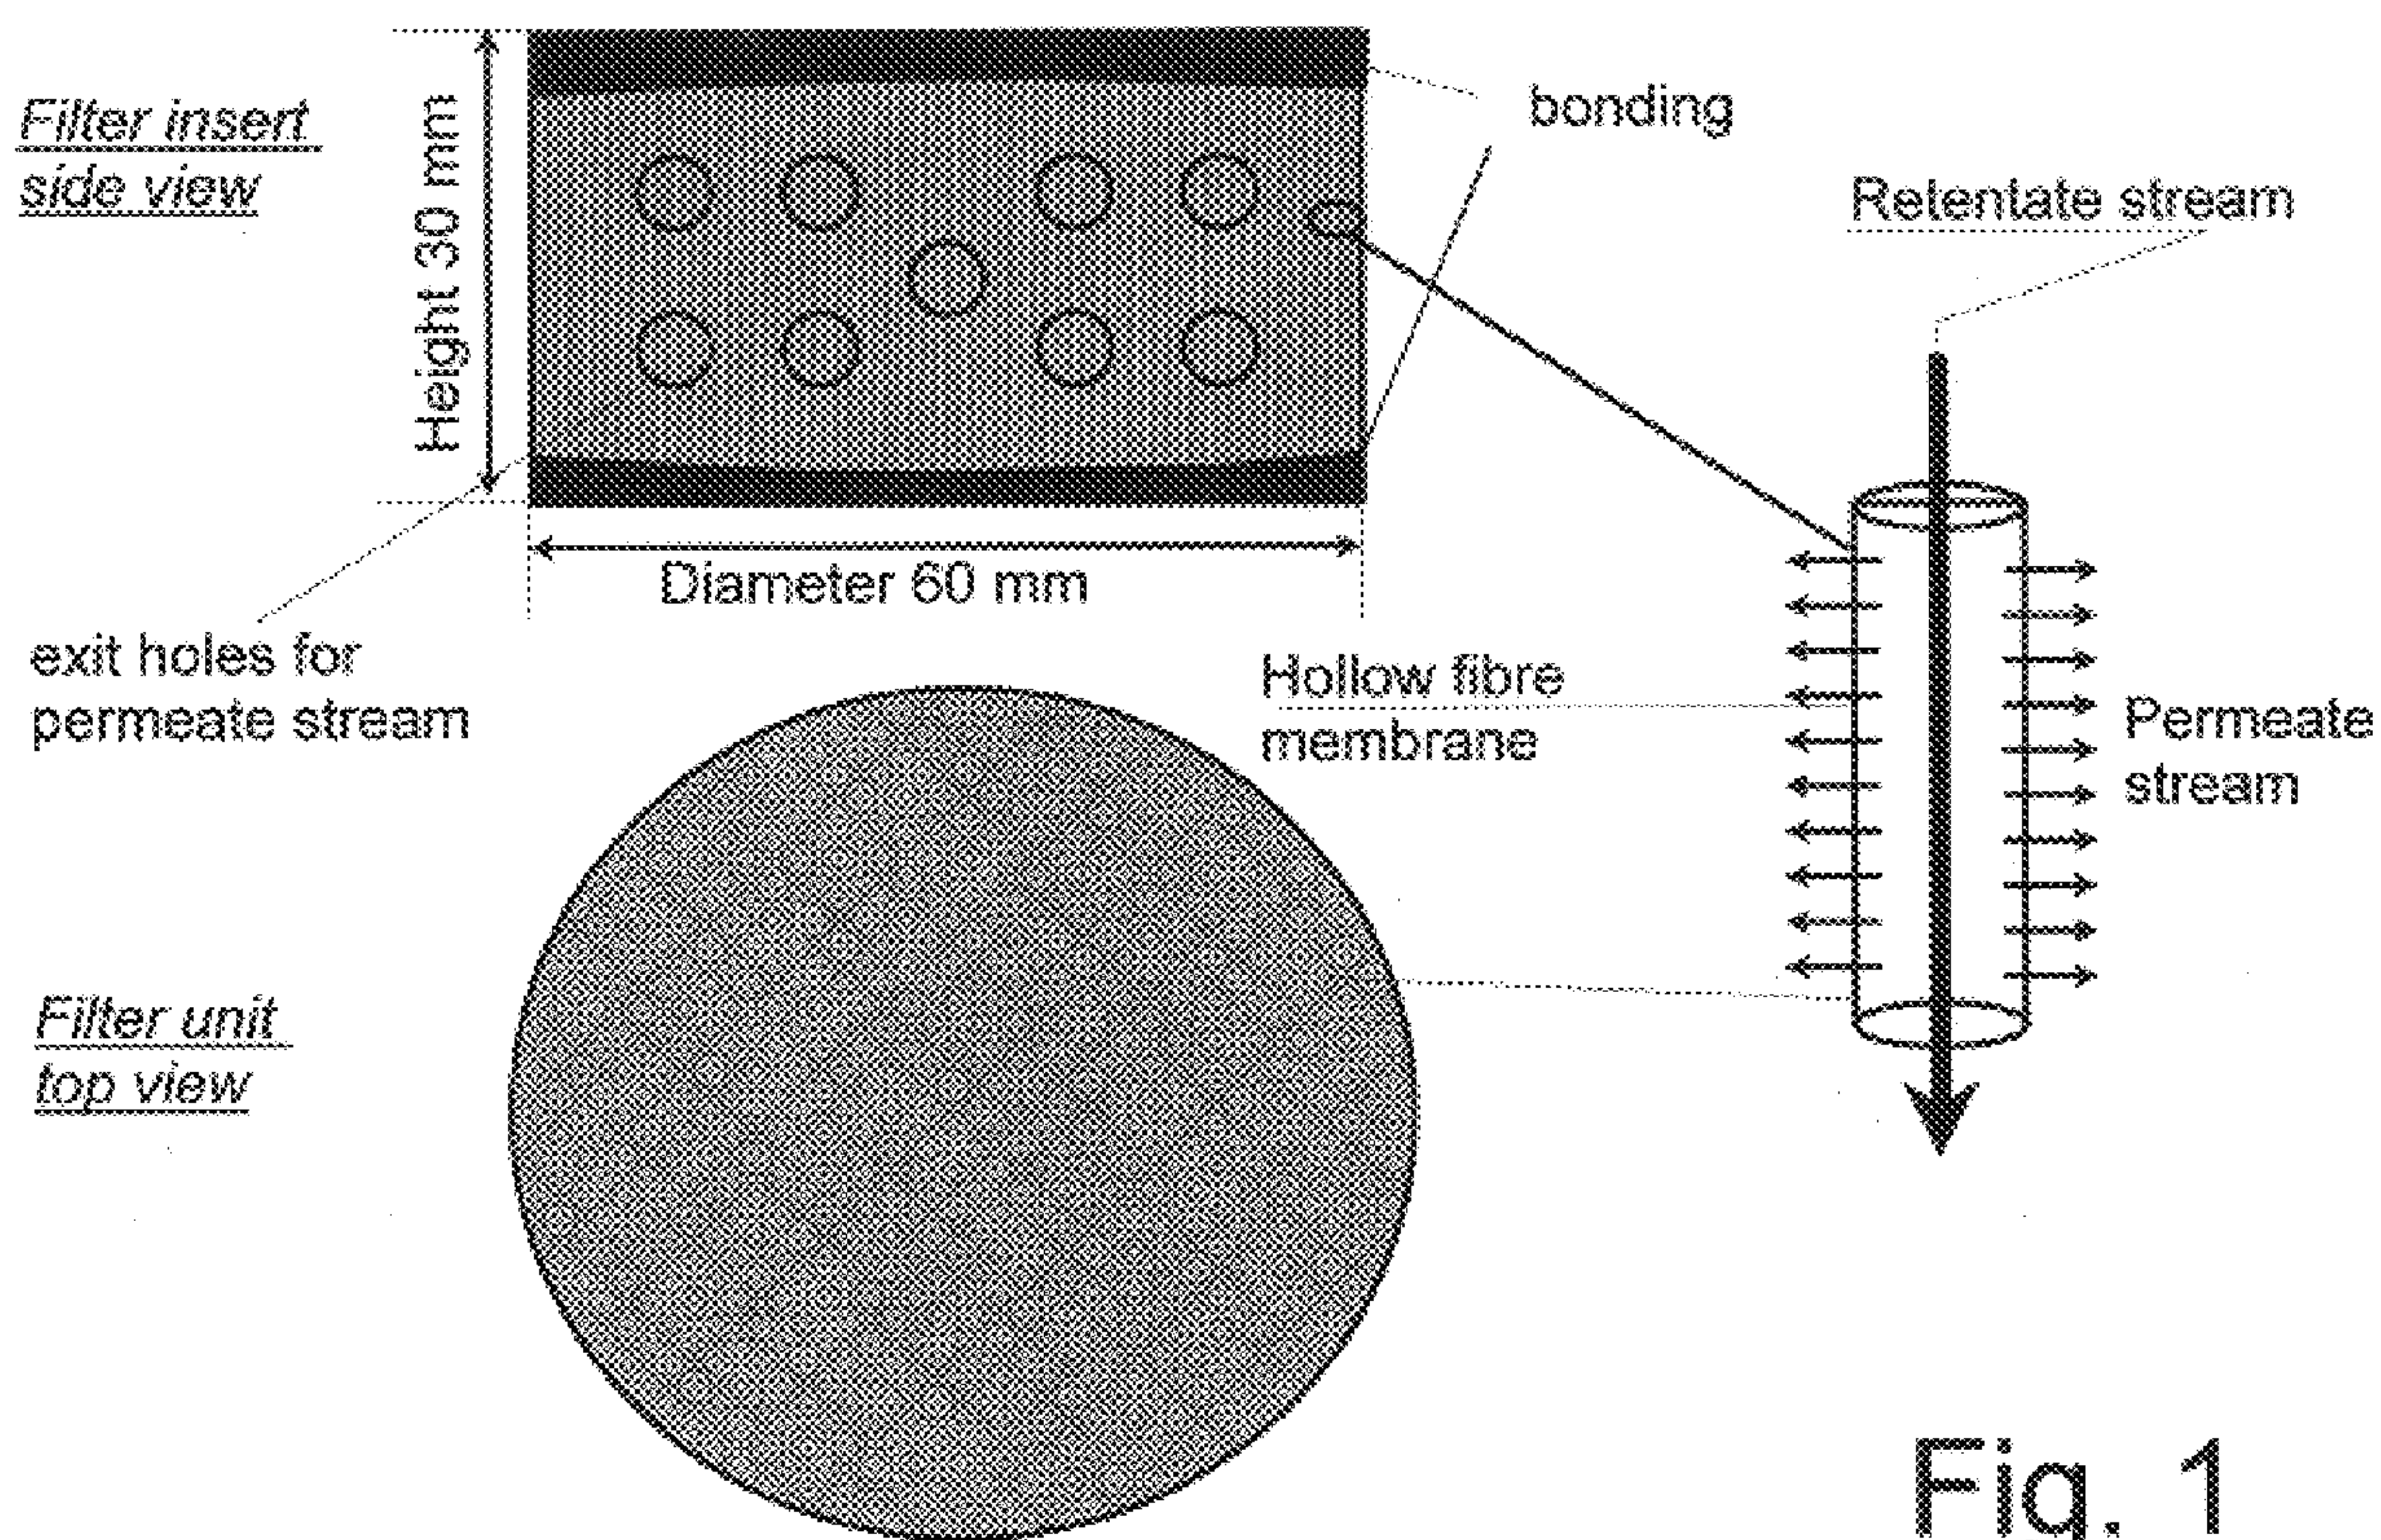 Filter insert
side view
Height 30 mm
bonding
Retentate stream
Diameter 60 mm
exit holes for
permeate stream
Hollow fibre
membrane
Permeate
stream
Filter unit
top view
Fig. 1